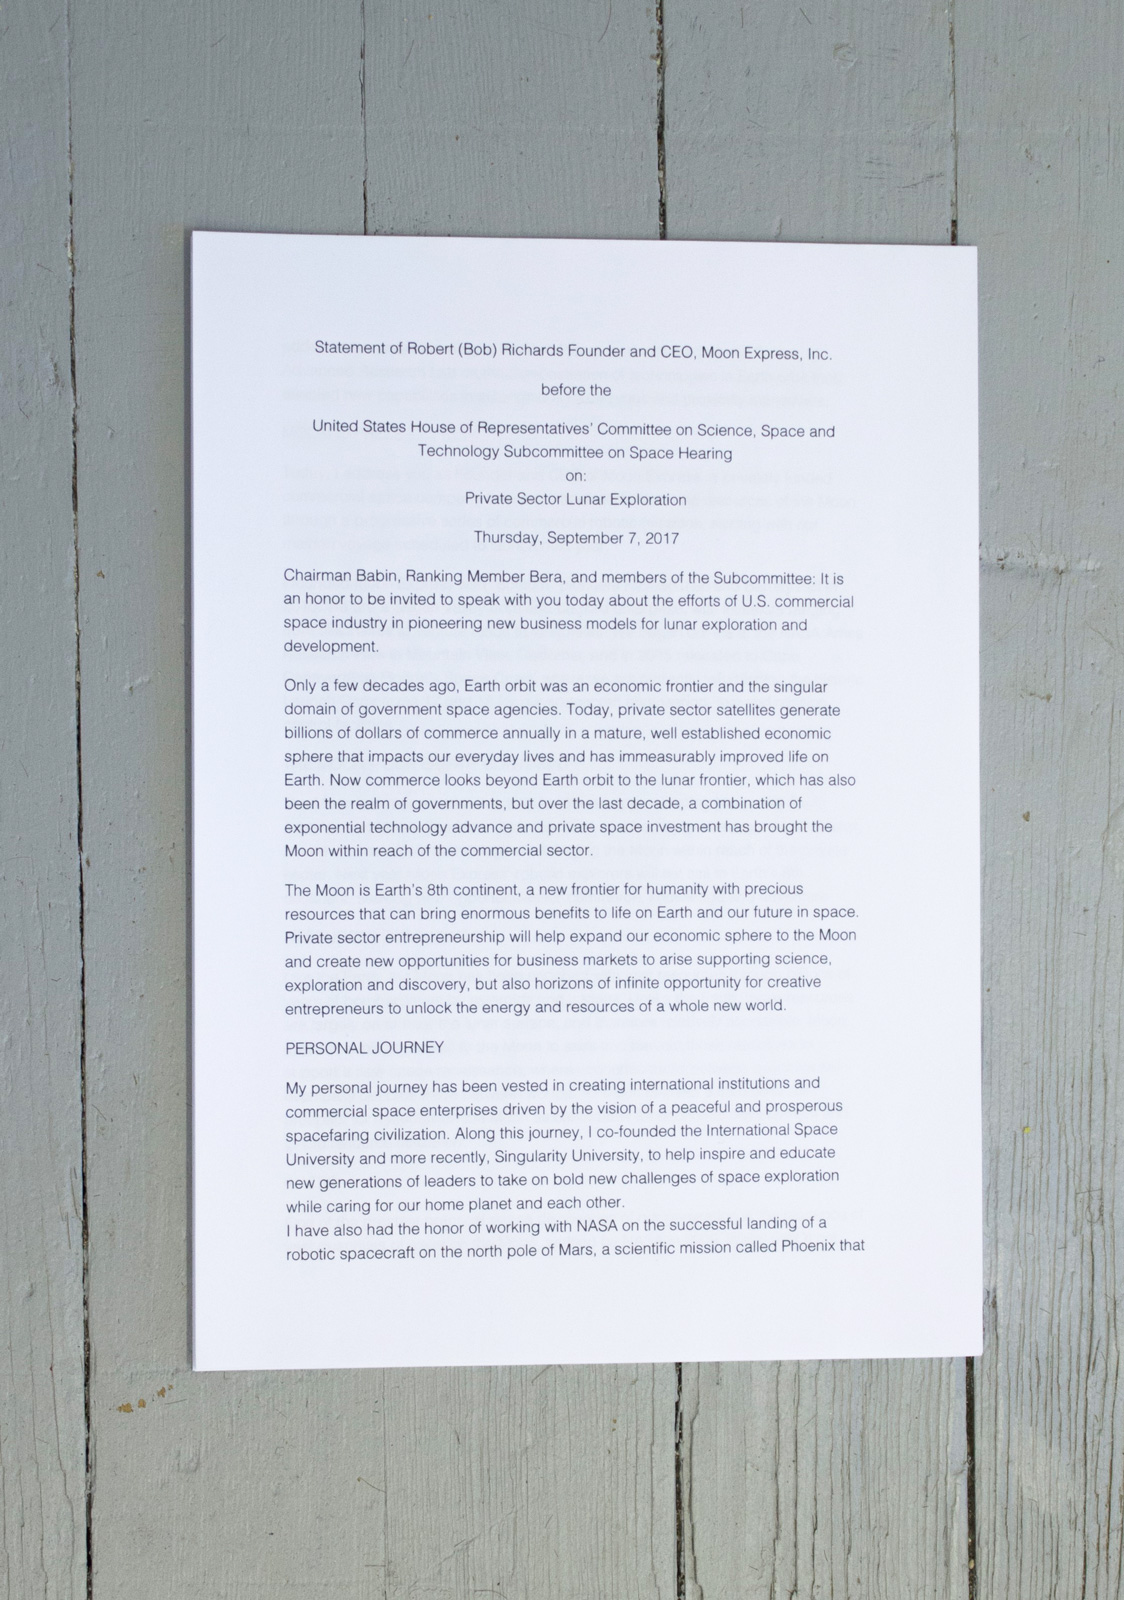 Statement of Robert (Bob) Richards Founder and CEO, Moon Express, Inc.
before the
United States House of Representatives' Committee on Science, Space and
Technology Subcommittee on Space Hearing
on:
Private Sector Lunar Exploration
Thursday, September 7, 2017
Chairman Babin, Ranking Member Bera, and members of the Subcommittee: It is
an honor to be invited to speak with you today about the efforts of U.S. commercial
space industry in pioneering new business models for lunar exploration and
development.
Only a few decades ago, Earth orbit was an economic frontier and the singular
domain of government space agencies. Today, private sector satellites generate
billions of dollars of commerce annually in a mature, well established economic
sphere that impacts our everyday lives and has immeasurably improved life on
Earth. Now commerce looks beyond Earth orbit to the lunar frontier, which has also
been the realm of governments, but over the last decade, a combination of
exponential technology advance and private space investment has brought the
Moon within reach of the commercial sector.
The Moon is Earth's 8th continent, a new frontier for humanity with precious
resources that can bring enormous benefits to life on Earth and our future in space.
Private sector entrepreneurship will help expand our economic sphere to the Moon
and create new opportunities for business markets to arise supporting science,
exploration and discovery, but also horizons of infinite opportunity for creative
entrepreneurs to unlock the energy and resources of a whole new world.
PERSONAL JOURNEY
My personal journey has been vested in creating international institutions and
commercial space enterprises driven by the vision of a peaceful and prosperous
spacefaring civilization. Along this journey, I co-founded the International Space
University and more recently, Singularity University, to help inspire and educate
new generations of leaders to take on bold new challenges of space exploration
while caring for our home planet and each other.
I have also had the honor of working with NASA on the successful landing of a
robotic spacecraft on the north pole of Mars, a scientific mission called Phoenix that